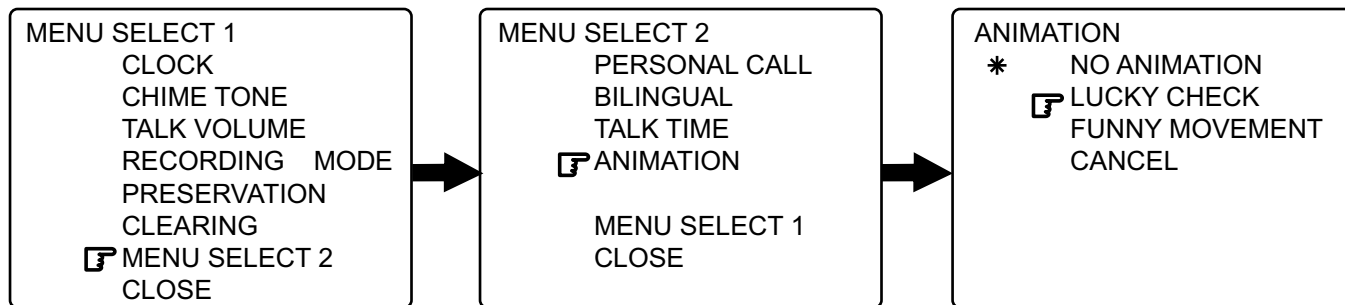 MENU SELECT 1
CLOCK
CHIME TONE
TALK VOLUME
RECORDING MODE
PRESERVATION
CLEARING
MENU SELECT 2
CLOSE
MENU SELECT 2
PERSONAL CALL
BILINGUAL
TALK TIME
ANIMATION
MENU SELECT 1
CLOSE
ANIMATION
* NO ANIMATION
LUCKY CHECK
FUNNY MOVEMENT
CANCEL